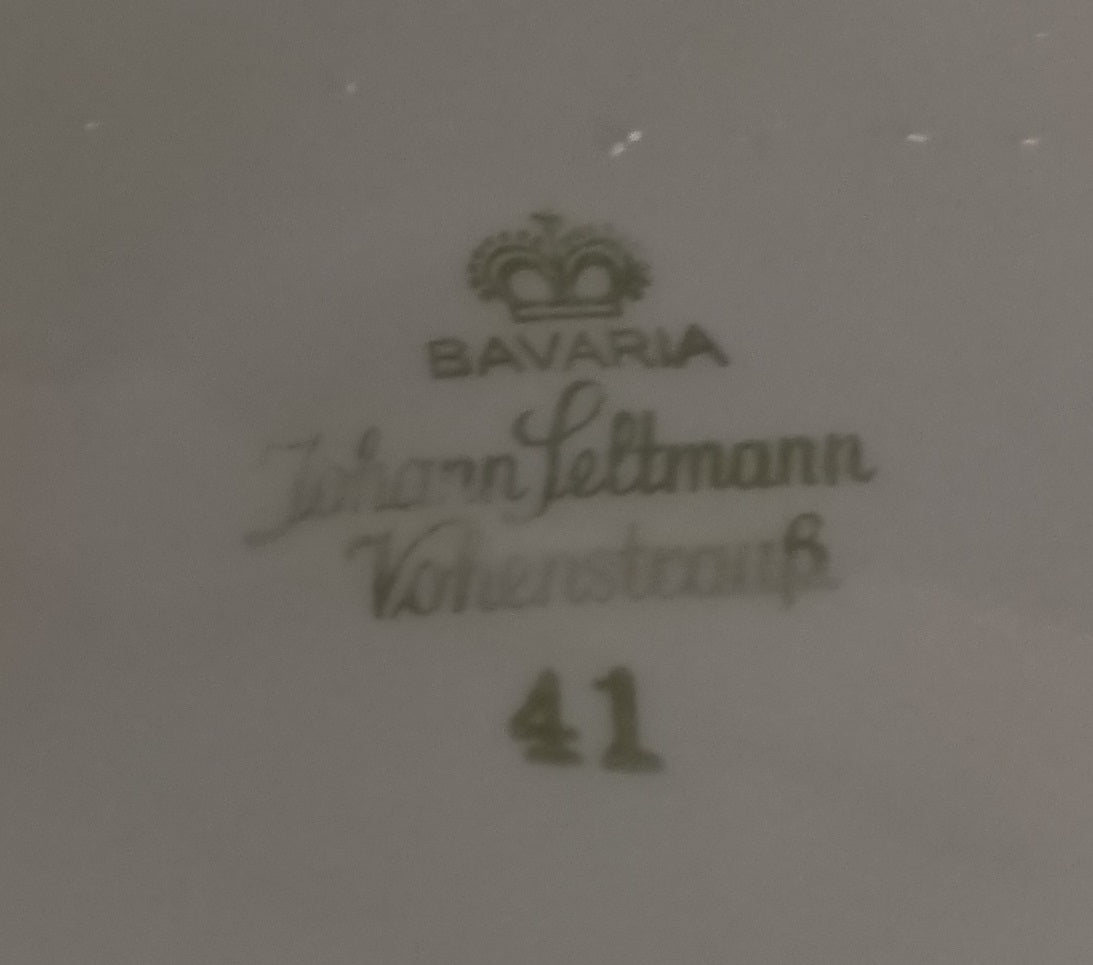 BAVARIA
Johann Seltmann
Vohenstrauß
41